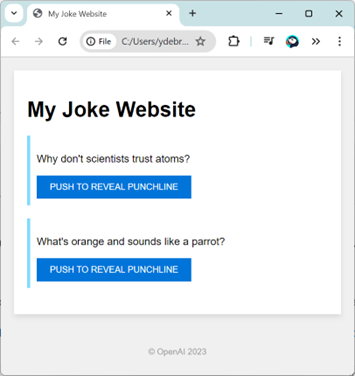 My Joke Website
File C:/Users/ydebr...
My Joke Website
Why don't scientists trust atoms?
PUSH TO REVEAL PUNCHLINE
What's orange and sounds like a parrot?
PUSH TO REVEAL PUNCHLINE
© OpenAI 2023